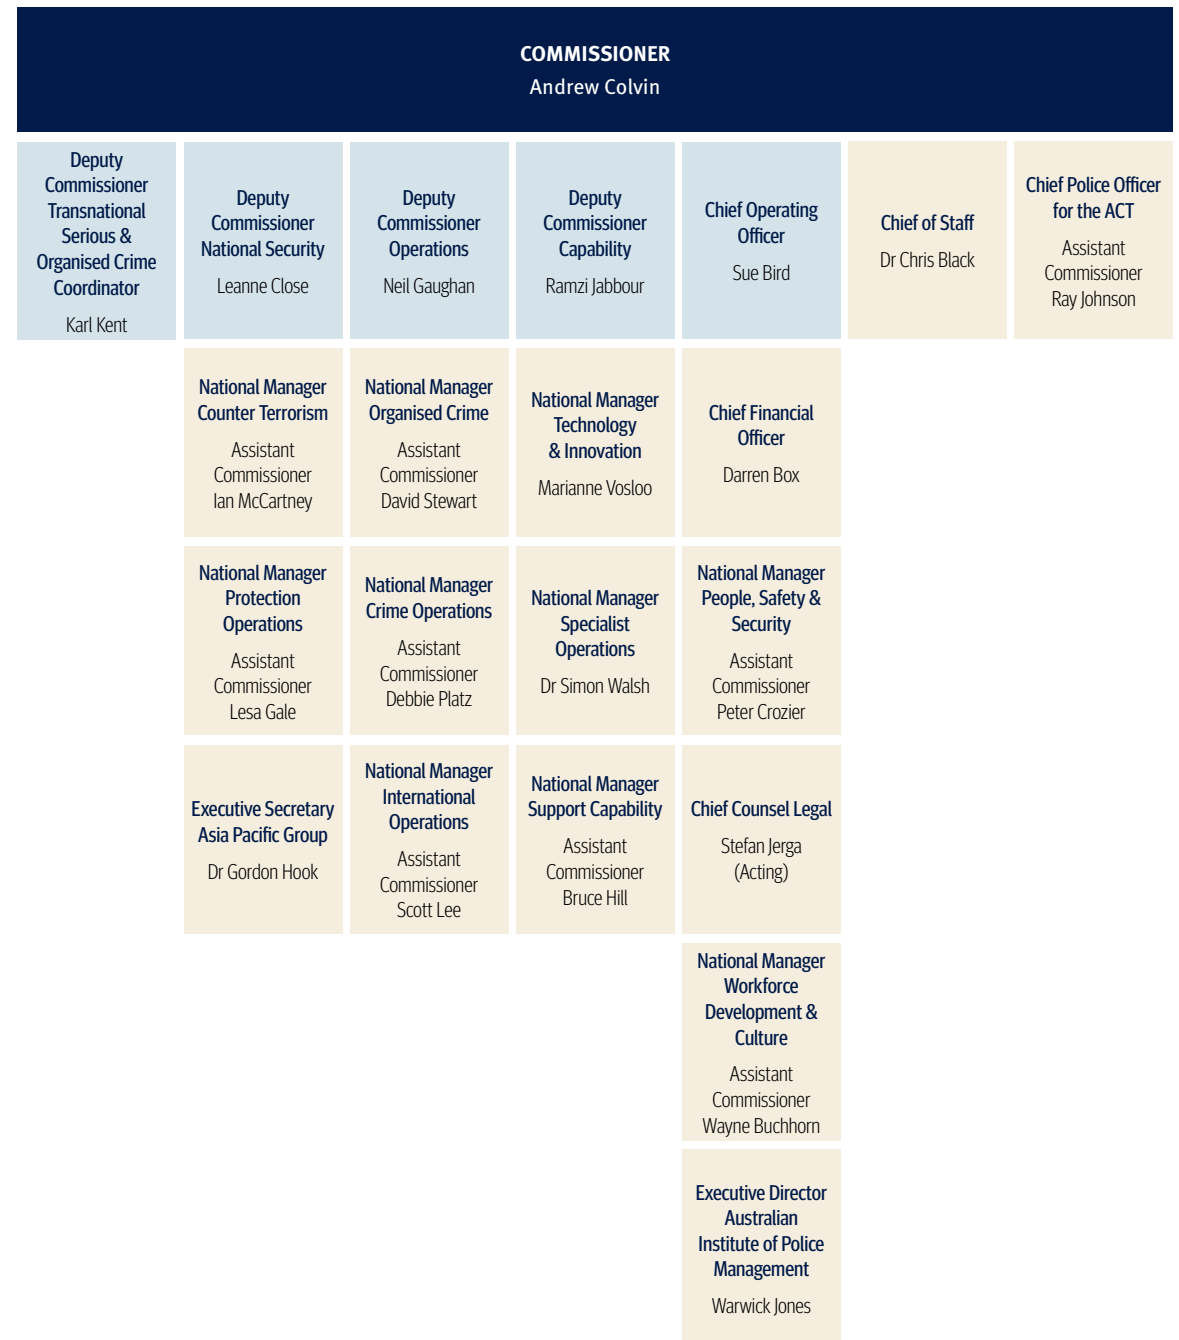 COMMISSIONER
Andrew Colvin
Deputy
Commissioner
Transnational
Serious &
Organised Crime
Coordinator
Karl Kent
Deputy
Commissioner
National Security
Leanne Close
Deputy
Commissioner
Operations
Neil Gaughan
Deputy
Commissioner
Capability
Ramzi Jabbour
Chief Operating
Officer
Sue Bird
Chief of Staff
Dr Chris Black
Chief Police Officer
for the ACT
Assistant
Commissioner
Ray Johnson
National Manager
Counter Terrorism
Assistant
Commissioner
Ian McCartney
National Manager
Organised Crime
Assistant
Commissioner
David Stewart
National Manager
Technology
& Innovation
Marianne Vosloo
Chief Financial
Officer
Darren Box
National Manager
Protection
Operations
Assistant
Commissioner
Lesa Gale
National Manager
Crime Operations
Assistant
Commissioner
Debbie Platz
National Manager
Specialist
Operations
Dr Simon Walsh
National Manager
People, Safety &
Security
Assistant
Commissioner
Peter Crozier
Executive Secretary
Asia Pacific Group
Dr Gordon Hook
National Manager
International
Operations
Assistant
Commissioner
Scott Lee
National Manager
Support Capability
Assistant
Commissioner
Bruce Hill
Chief Counsel Legal
Stefan Jerga
(Acting)
National Manager
Workforce
Development &
Culture
Assistant
Commissioner
Wayne Buchhorn
Executive Director
Australian
Institute of Police
Management
Warwick Jones